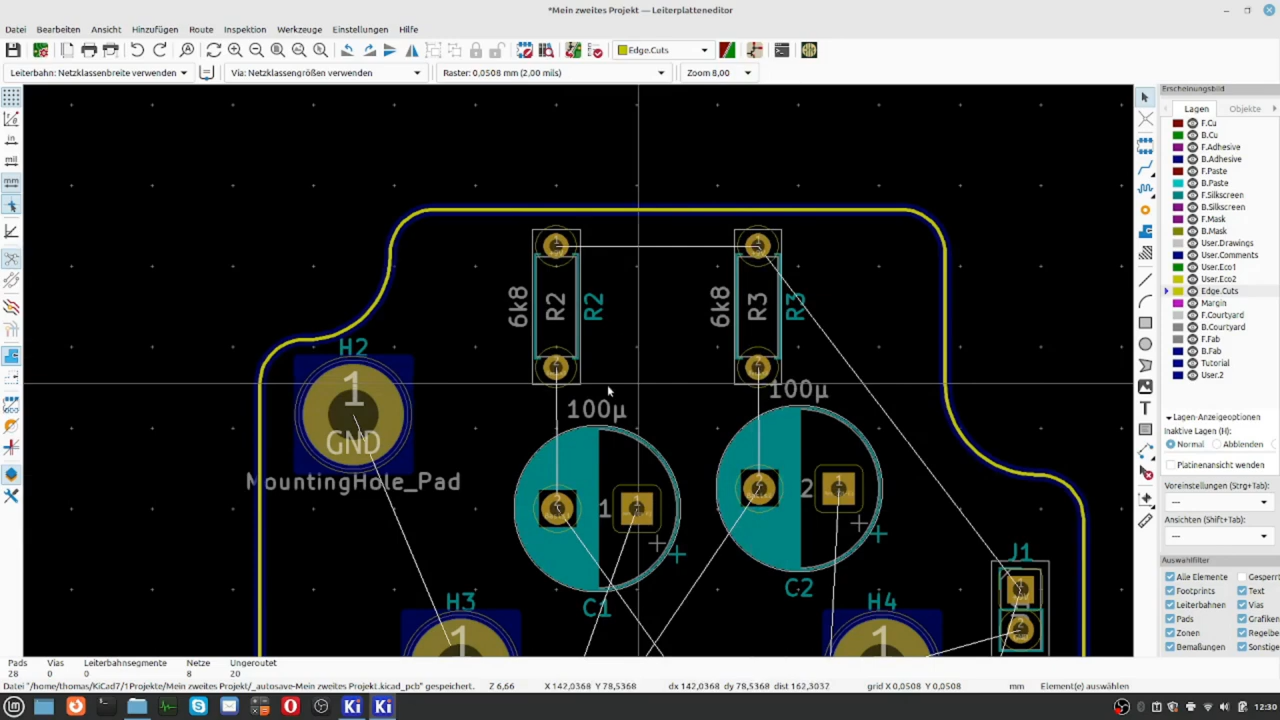 *Mein zweites Projekt — Leiterplatteneditor
Datei Bearbeiten Ansicht Hinzufügen Route Inspektion Werkzeuge Einstellungen Hilfe
Edge.Cuts
Leiterbahn: Netzklassenbreite verwenden Via: Netzklassengrößen verwenden Raster: 0,0508 mm (2,00 mils) Zoom 8,00
in
mil
mm
6k8
R2
R2
6k8
R3
R3
H2
1
GND
MountingHole_Pad
100µ
100µ
1
2
C1
C2
H3
1
H4
1
J1
Erscheinungsbild
Lagen Objekte
F.Cu
B.Cu
F.Adhesive
B.Adhesive
F.Paste
B.Paste
F.Silkscreen
B.Silkscreen
F.Mask
B.Mask
User.Drawings
User.Comments
User.Eco1
User.Eco2
Edge.Cuts
Margin
F.Courtyard
B.Courtyard
F.Fab
B.Fab
Tutorial
User.2
Lagen-Anzeigeoptionen
Inaktive Lagen (H):
Normal Abblenden
Platinenansicht wenden
Voreinstellungen (Strg+Tab):
---
Ansichten (Shift+Tab):
---
Auswahlfilter
Alle Elemente Gesperrt
Footprints Text
Leiterbahnen Vias
Pads Grafiken
Zonen Regelbe
Bemaßungen Sonstige
Pads Vias Leiterbahnsegmente Netze Ungeroutet
28 0 0 8 20
Datei "/home/thomas/KiCad7/1Projekte/Mein zweites Projekt/_autosave-Mein zweites Projekt.kicad_pcb" gespeichert. Z 6,66 X 142,0368 Y 78,5368 dx 142,0368 dy 78,5368 dist 162,3037 grid X 0,0508 Y 0,0508 mm Element(e) auswählen
12:30